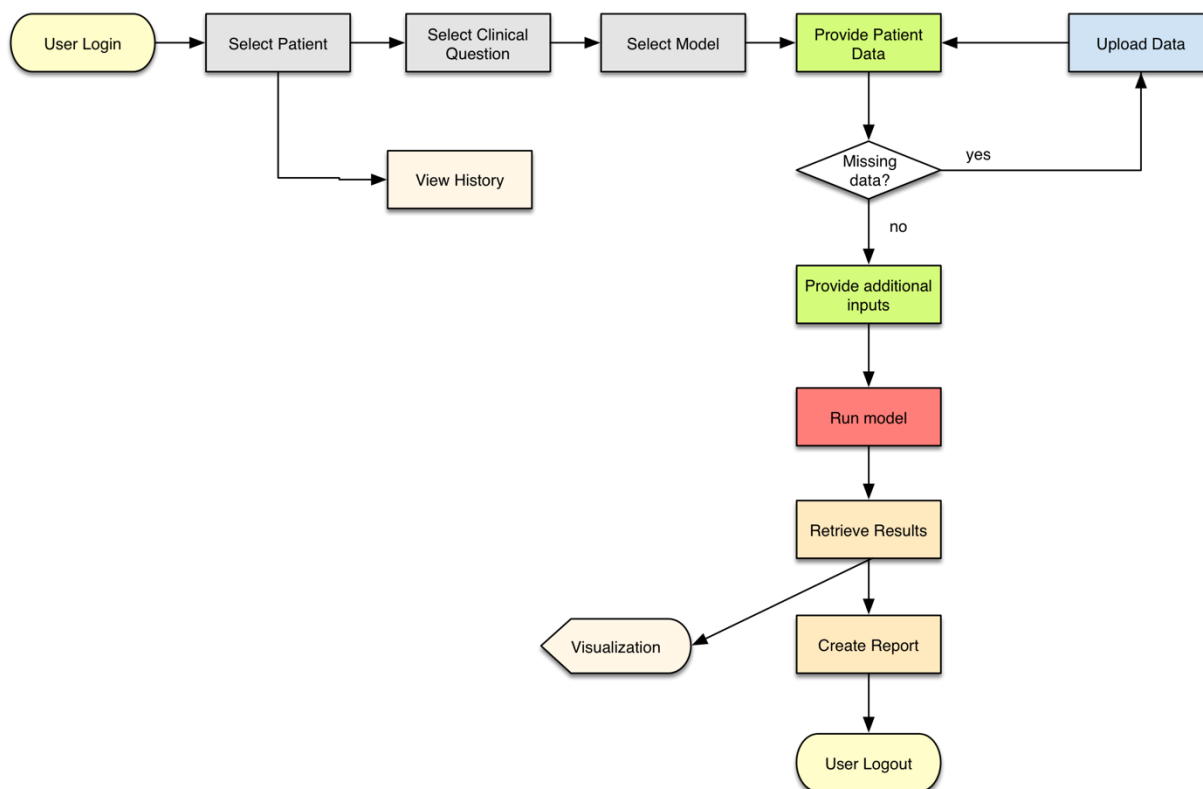 User Login
Select Patient
Select Clinical
Question
Select Model
Provide Patient
Data
Upload Data
View History
Missing
data?
yes
no
Provide additional
inputs
Run model
Retrieve Results
Visualization
Create Report
User Logout